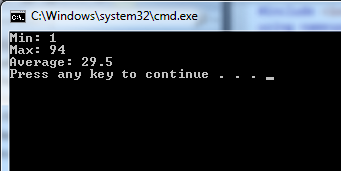 C:\Windows\system32\cmd.exe
Min: 1
Max: 94
Average: 29.5
Press any key to continue . . .